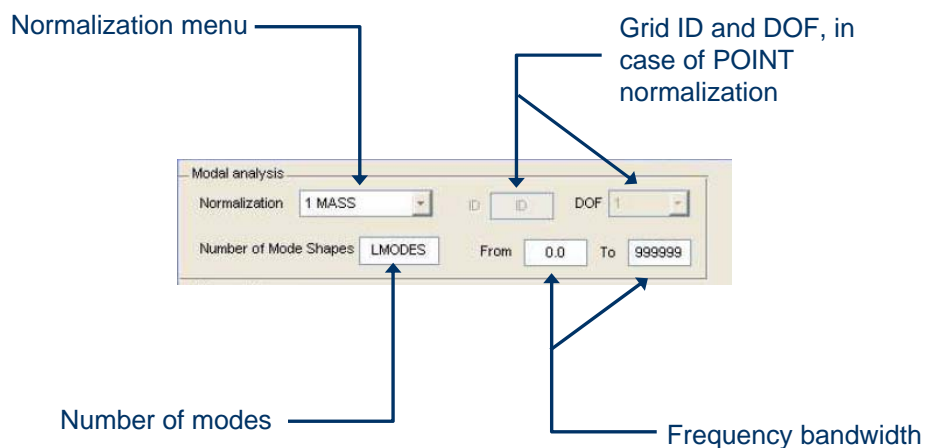 Normalization menu
Grid ID and DOF, in
case of POINT
normalization
Modal analysis
Normalization 1 MASS ID ID DOF 1
Number of Mode Shapes LMODES From 0.0 To 999999
Number of modes
Frequency bandwidth